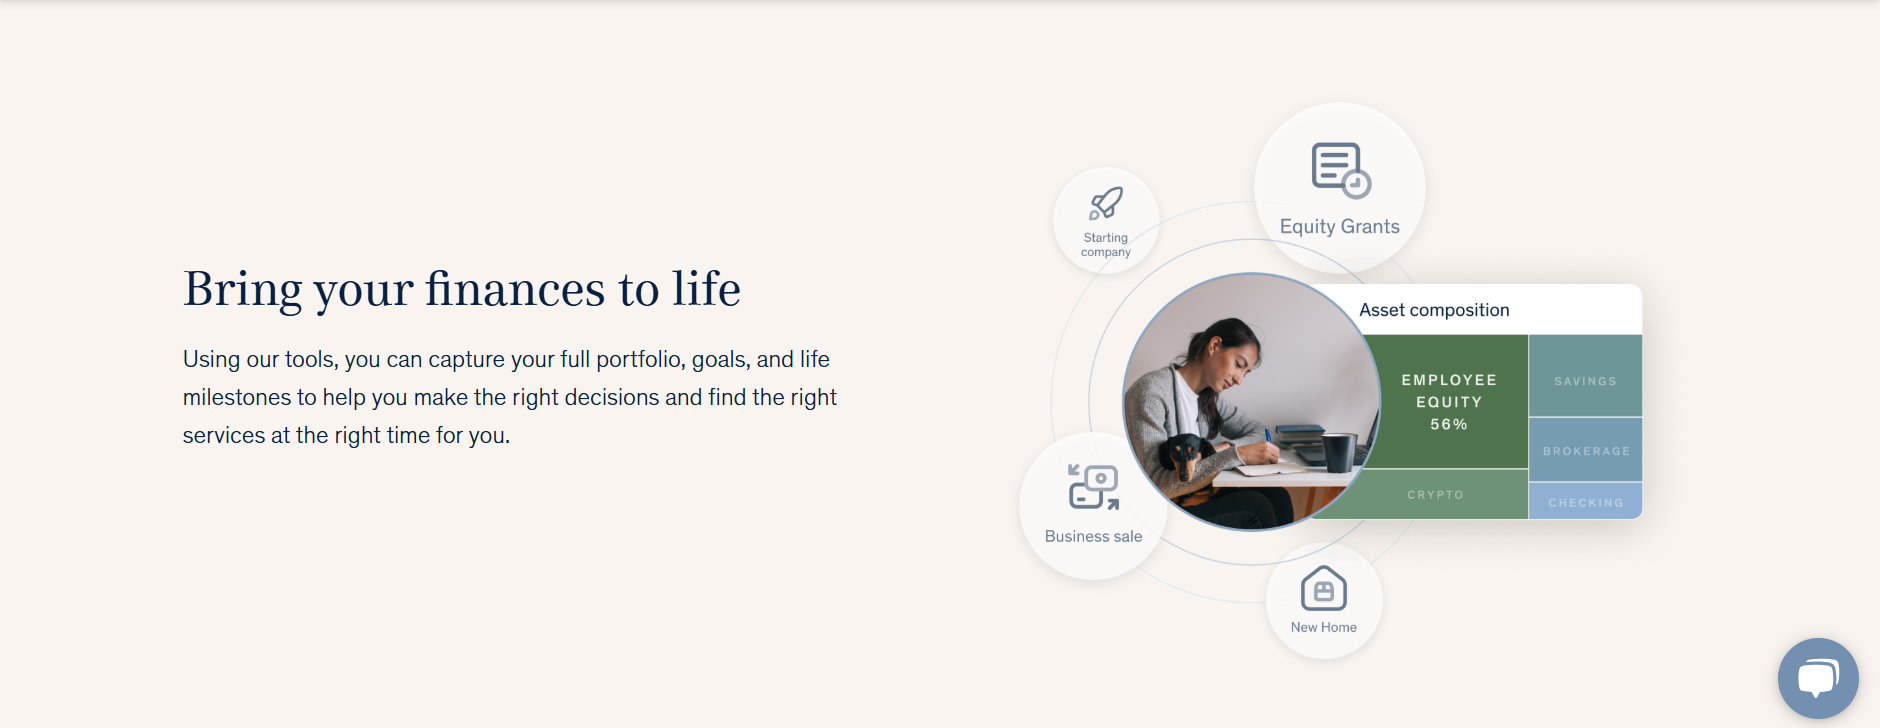 Bring your finances to life
Using our tools, you can capture your full portfolio, goals, and life
milestones to help you make the right decisions and find the right
services at the right time for you.
Equity Grants
Starting
company
Asset composition
EMPLOYEE
EQUITY
56%
SAVINGS
BROKERAGE
CRYPTO
CHECKING
Business sale
New Home